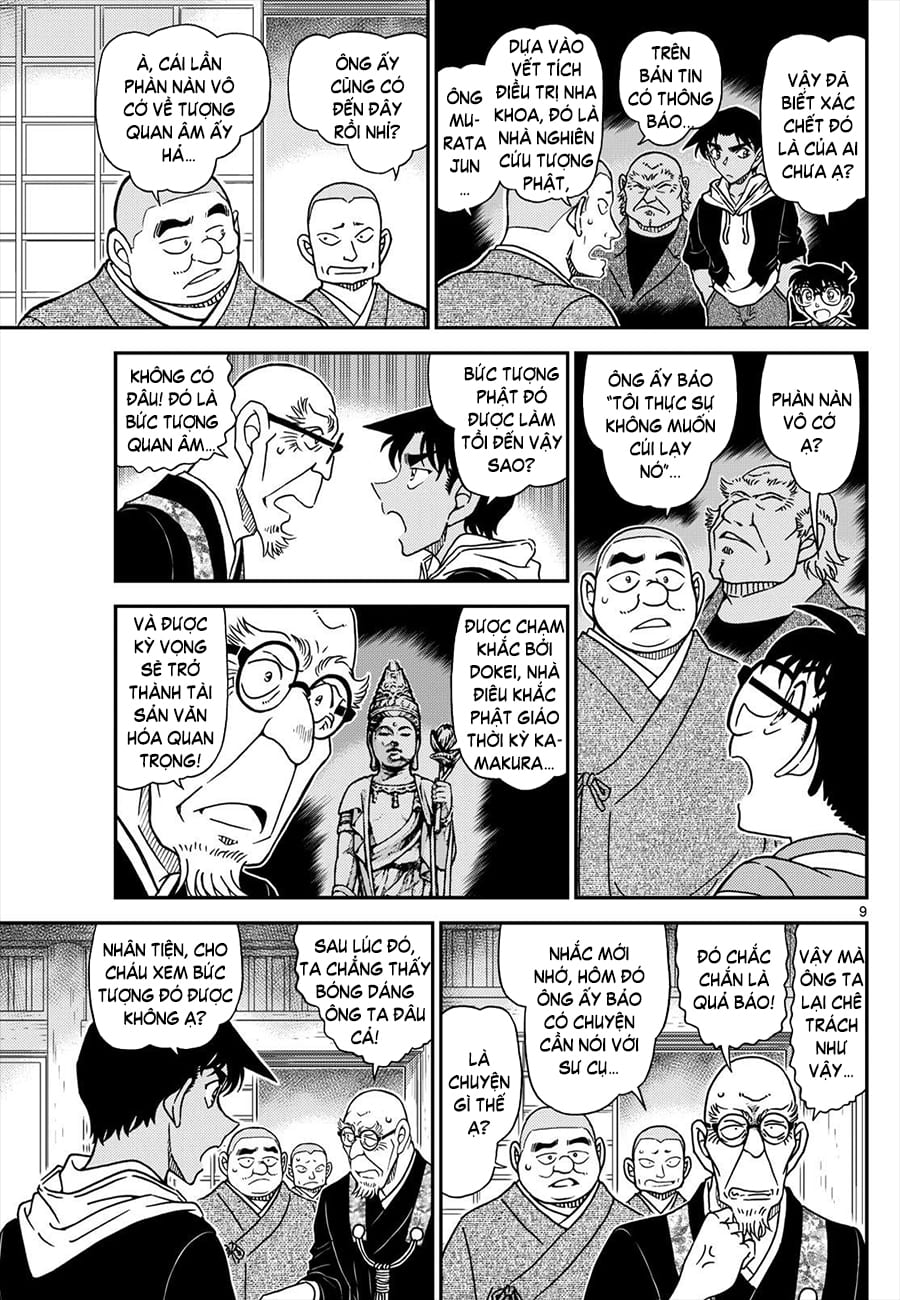 VẬY ĐÃ
BIẾT XÁC
CHẾT ĐÓ
LÀ CỦA AI
CHƯA Ạ?
TRÊN
BẢN TIN
CÓ THÔNG
BÁO...
DỰA VÀO
VẾT TÍCH
ĐIỀU TRỊ NHA
KHOA, ĐÓ LÀ
NHÀ NGHIÊN
CỨU TƯỢNG
PHẬT,
ÔNG
MU-
RATA
JUN
...
ÔNG ẤY
CŨNG CÓ
ĐẾN ĐÂY
RỒI NHỈ?
À, CÁI LẦN
PHÀN NÀN VÔ
CỚ VỀ TƯỢNG
QUAN ÂM ẤY
HẢ...
PHÀN NÀN
VÔ CỚ
Ạ?
ÔNG ẤY BẢO
“TÔI THỰC SỰ
KHÔNG MUỐN
CÚI LẠY
NÓ”...
BỨC TƯỢNG
PHẬT ĐÓ
ĐƯỢC LÀM
TỒI ĐẾN VẬY
SAO?
KHÔNG CÓ
ĐÂU! ĐÓ LÀ
BỨC TƯỢNG
QUAN ÂM...
ĐƯỢC CHẠM
KHẮC BỞI
DOKEI, NHÀ
ĐIÊU KHẮC
PHẬT GIÁO
THỜI KỲ KA-
MAKURA...
VÀ ĐƯỢC
KỲ VỌNG
SẼ TRỞ
THÀNH TÀI
SẢN VĂN
HÓA QUAN
TRỌNG!
9
VẬY MÀ
ÔNG TA
LẠI CHÊ
TRÁCH
NHƯ
VẬY...
ĐÓ CHẮC
CHẮN LÀ
QUẢ BÁO!
NHẮC MỚI
NHỚ, HÔM ĐÓ
ÔNG ẤY BẢO
CÓ CHUYỆN
CẦN NÓI VỚI
SƯ CỤ...
LÀ
CHUYỆN
GÌ THẾ
Ạ?
SAU LÚC ĐÓ,
TA CHẲNG THẤY
BÓNG DÁNG
ÔNG TA ĐÂU
CẢ!
NHÂN TIỆN, CHO
CHÁU XEM BỨC
TƯỢNG ĐÓ ĐƯỢC
KHÔNG Ạ?